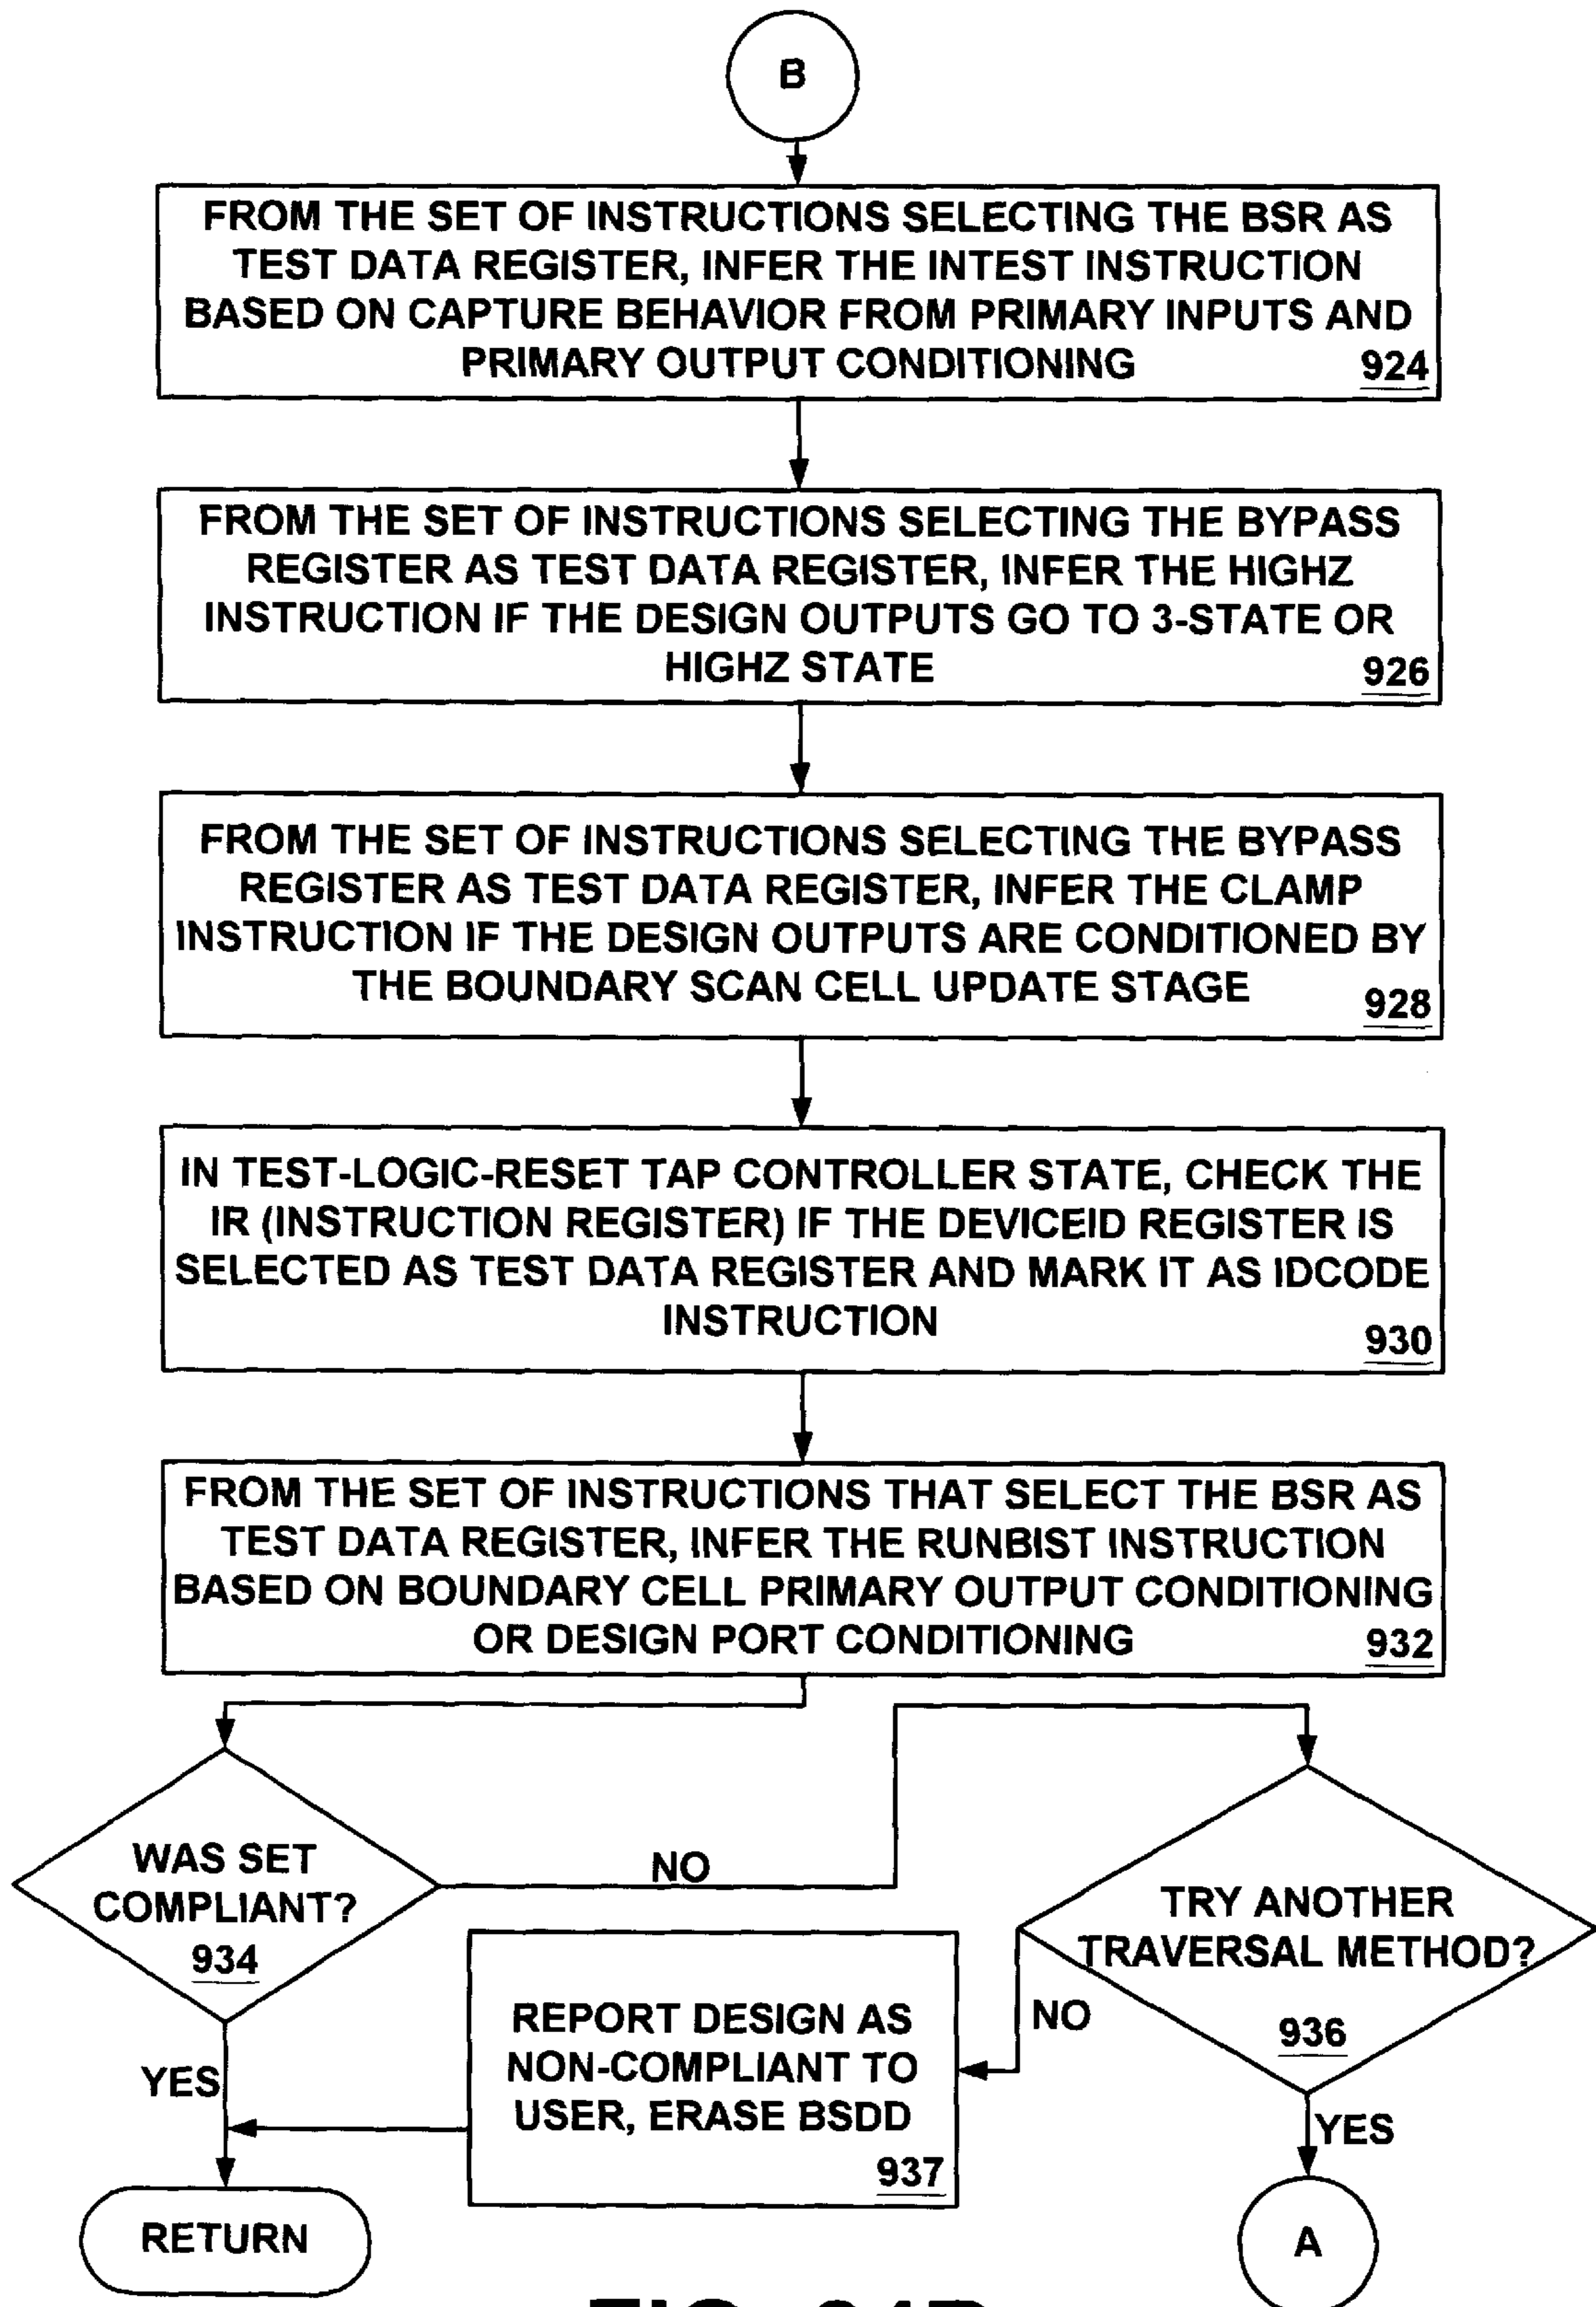 B
FROM THE SET OF INSTRUCTIONS SELECTING THE BSR AS
TEST DATA REGISTER, INFER THE INTEST INSTRUCTION
BASED ON CAPTURE BEHAVIOR FROM PRIMARY INPUTS AND
PRIMARY OUTPUT CONDITIONING
924
FROM THE SET OF INSTRUCTIONS SELECTING THE BYPASS
REGISTER AS TEST DATA REGISTER, INFER THE HIGHZ
INSTRUCTION IF THE DESIGN OUTPUTS GO TO 3-STATE OR
HIGHZ STATE
926
FROM THE SET OF INSTRUCTIONS SELECTING THE BYPASS
REGISTER AS TEST DATA REGISTER, INFER THE CLAMP
INSTRUCTION IF THE DESIGN OUTPUTS ARE CONDITIONED BY
THE BOUNDARY SCAN CELL UPDATE STAGE
928
IN TEST-LOGIC-RESET TAP CONTROLLER STATE, CHECK THE
IR (INSTRUCTION REGISTER) IF THE DEVICEID REGISTER IS
SELECTED AS TEST DATA REGISTER AND MARK IT AS IDCODE
INSTRUCTION
930
FROM THE SET OF INSTRUCTIONS THAT SELECT THE BSR AS
TEST DATA REGISTER, INFER THE RUNBIST INSTRUCTION
BASED ON BOUNDARY CELL PRIMARY OUTPUT CONDITIONING
OR DESIGN PORT CONDITIONING
932
WAS SET
COMPLIANT?
934
NO
TRY ANOTHER
TRAVERSAL METHOD?
936
NO
REPORT DESIGN AS
NON-COMPLIANT TO
USER, ERASE BSDD
937
YES
YES
RETURN
A